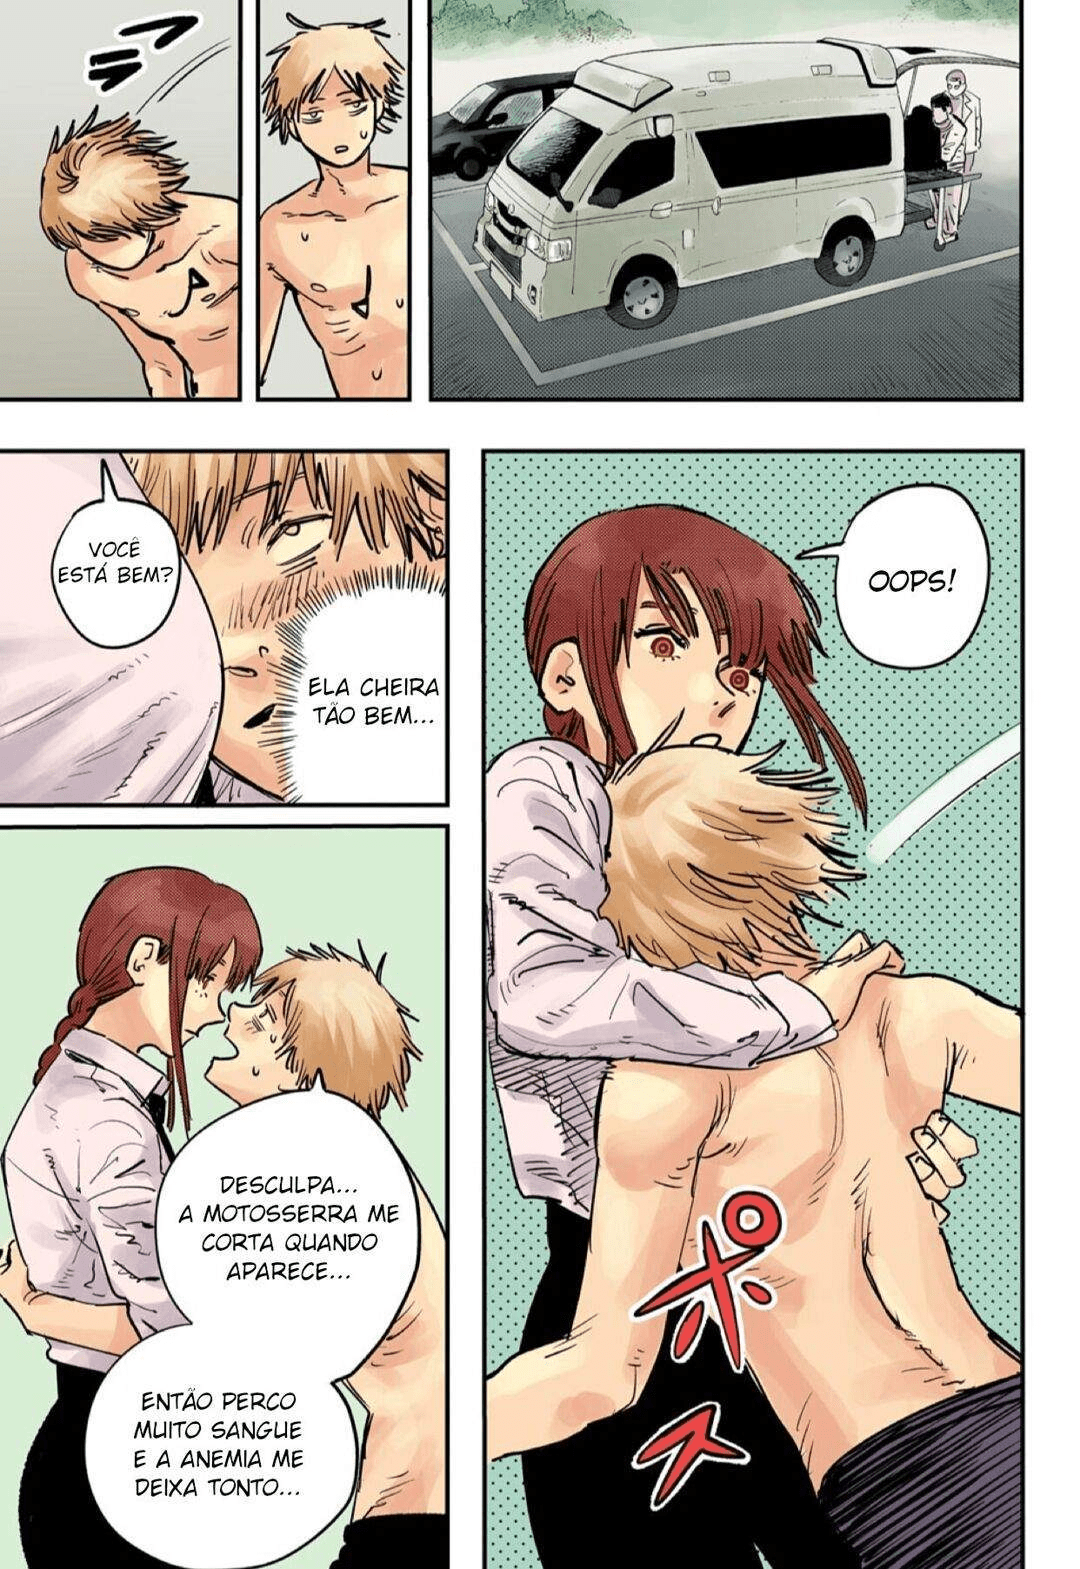 OOPS!
ポス
VOCÊ
ESTÁ BEM?
ELA CHEIRA
TÃO BEM...
DESCULPA...
A MOTOSSERRA ME
CORTA QUANDO
APARECE...
ENTÃO PERCO
MUITO SANGUE
E A ANEMIA ME
DEIXA TONTO...